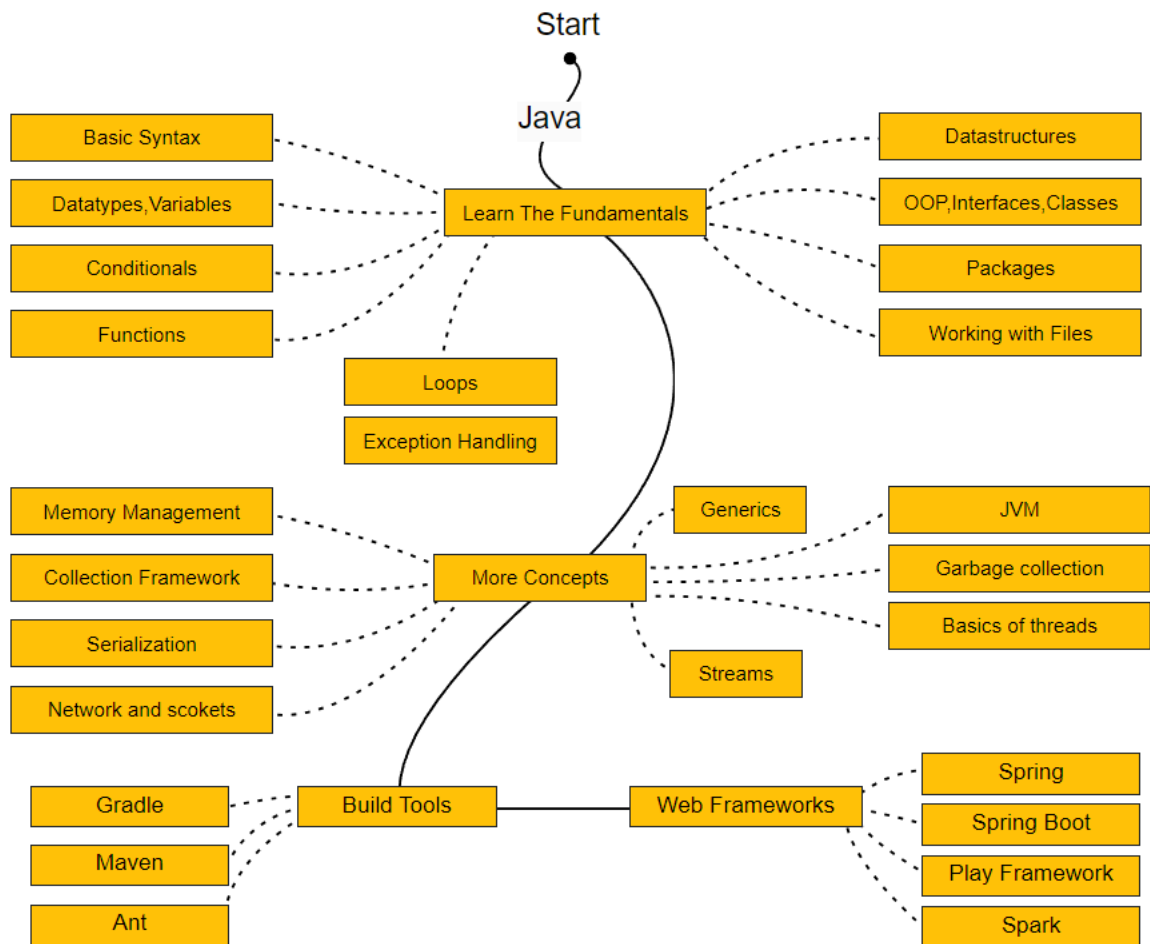 Start
Java
Basic Syntax
Datatypes,Variables
Conditionals
Functions
Learn The Fundamentals
Datastructures
OOP,Interfaces,Classes
Packages
Working with Files
Loops
Exception Handling
Memory Management
Collection Framework
Serialization
Network and scokets
More Concepts
Generics
Streams
JVM
Garbage collection
Basics of threads
Gradle
Maven
Ant
Build Tools
Web Frameworks
Spring
Spring Boot
Play Framework
Spark